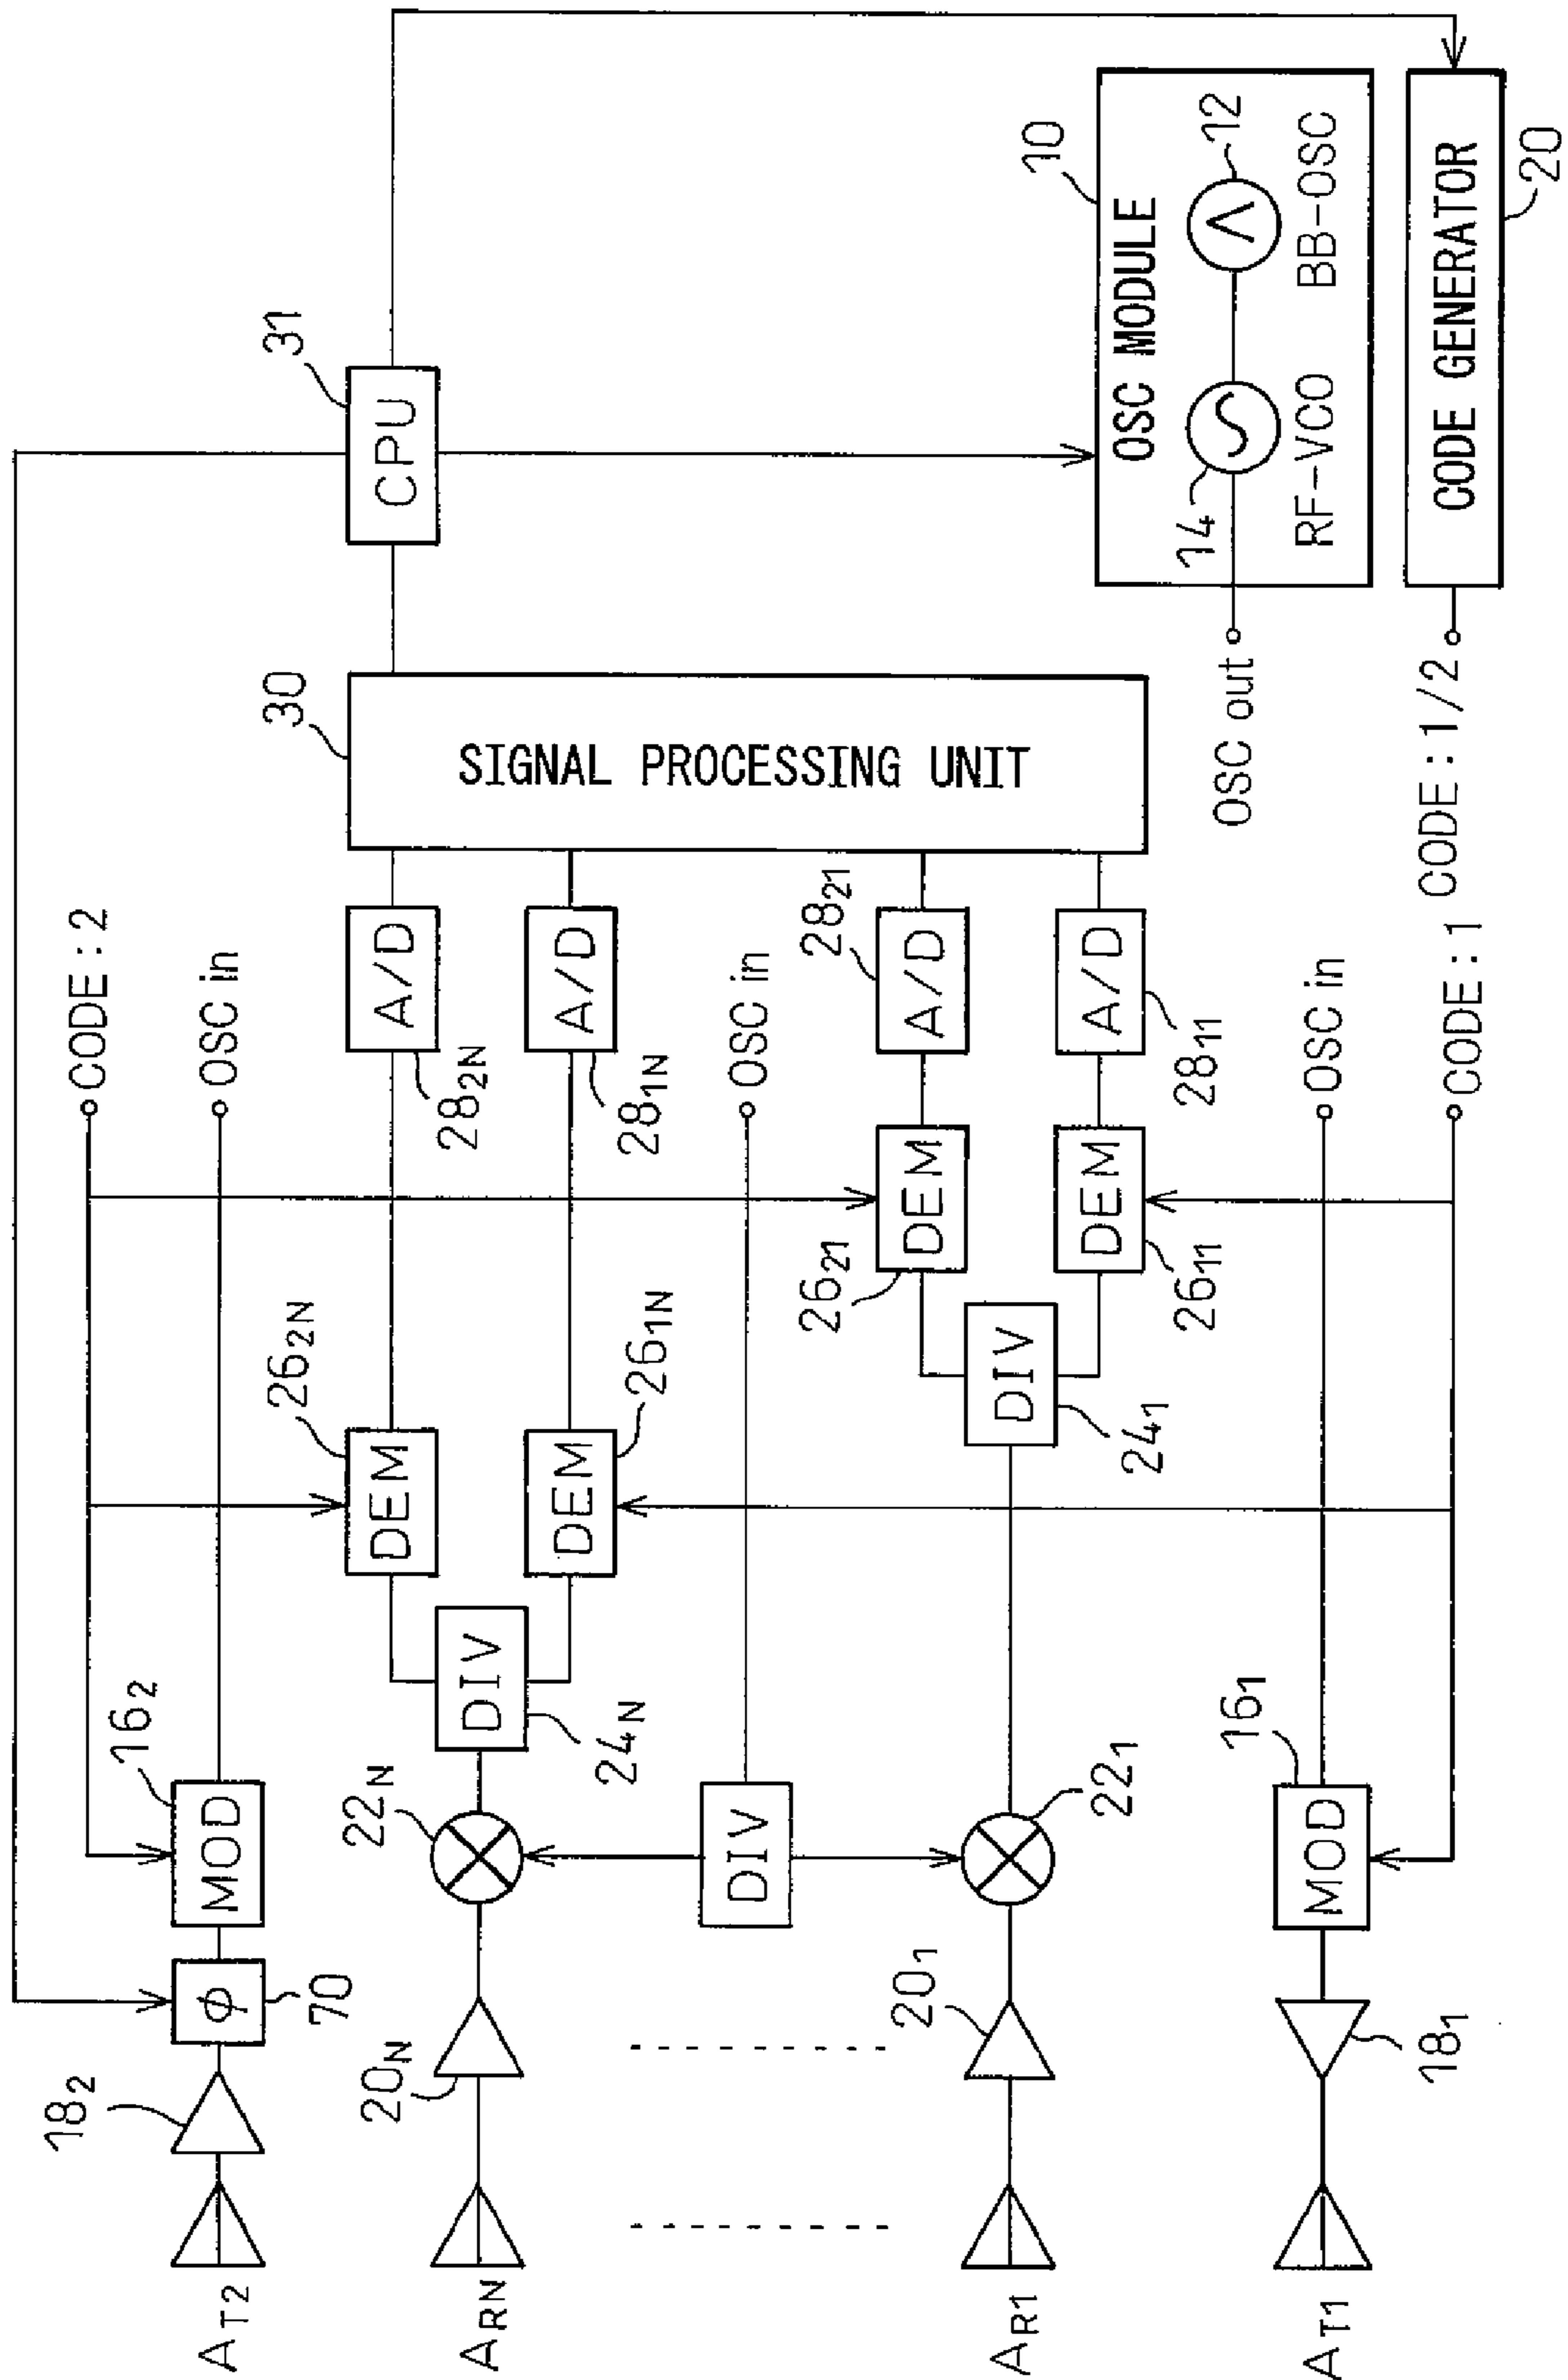 31
CPU
10
OSC MODULE
12
14
RF-VCO
BB-OSC
CODE GENERATOR
20
30
SIGNAL PROCESSING UNIT
OSC out
CODE : 1/2
CODE : 2
OSC in
A/D
28₂N
A/D
28₁N
OSC in
28₂₁
A/D
A/D
28₁₁
OSC in
CODE : 1
26₂N
DEM
26₁N
DEM
DEM
26₂₁
DEM
26₁₁
DIV
24₁
16₂
MOD
DIV
24N
22N
DIV
22₁
16₁
MOD
ϕ
70
18₂
20N
20₁
18₁
AT2
ARN
AR1
AT1